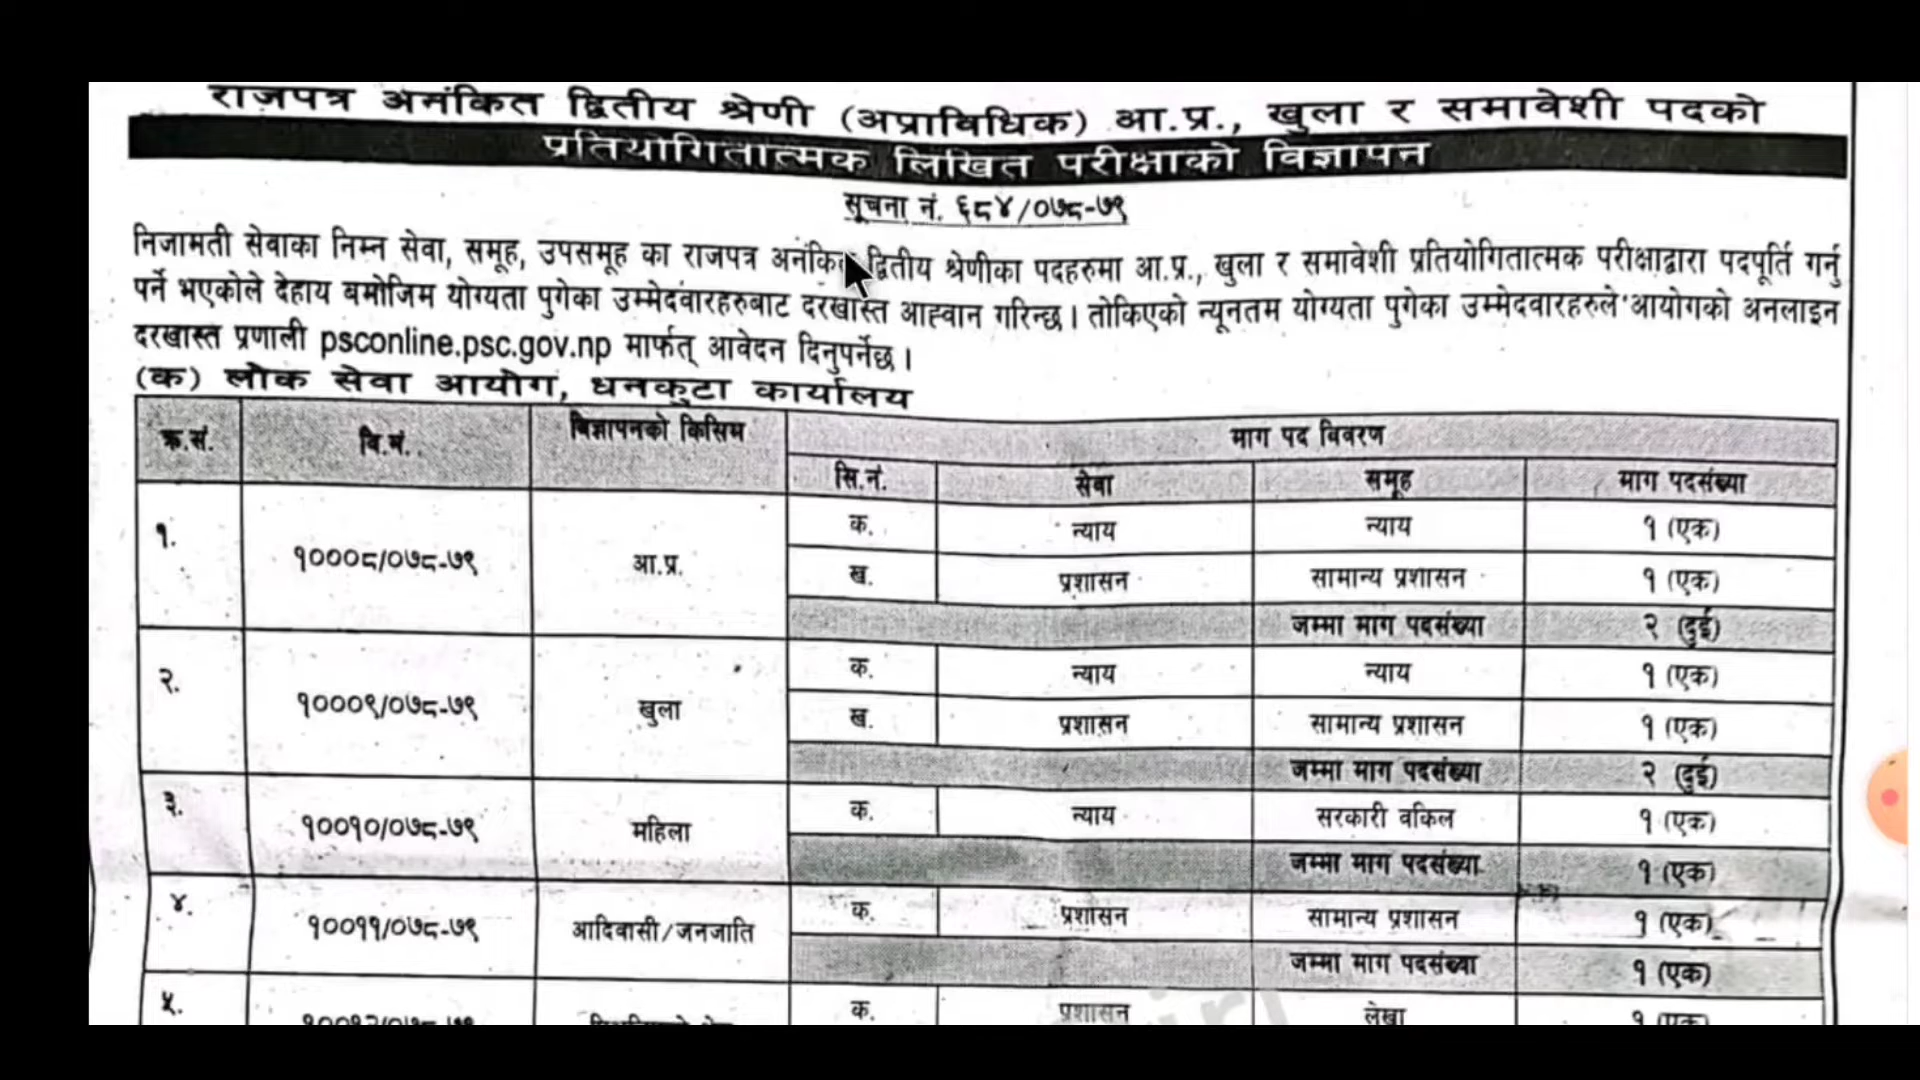 राजपत्र अनंकित द्वितीय श्रेणी (अप्राविधिक) आ.प्र., खुला र समावेशी पदको
प्रतियोगितात्मक लिखित परीक्षाको विज्ञापन
सूचना नं. ६८४/०७८-७९
निजामती सेवाका निम्न सेवा, समूह, उपसमूह का राजपत्र अनंकित द्वितीय श्रेणीका पदहरुमा आ.प्र., खुला र समावेशी प्रतियोगितात्मक परीक्षाद्वारा पदपूर्ति गर्नु
पर्ने भएकोले देहाय बमोजिम योग्यता पुगेका उम्मेदवारहरुबाट दरखास्त आह्वान गरिन्छ । तोकिएको न्यूनतम योग्यता पुगेका उम्मेदवारहरुले आयोगको अनलाइन
दरखास्त प्रणाली psconline.psc.gov.np मार्फत् आवेदन दिनुपर्नेछ ।
(क) लोक सेवा आयोग, धनकुटा कार्यालय
क्र.सं. वि.नं. विज्ञापनको किसिम माग पद विवरण
सि.नं. सेवा समूह माग पदसंख्या
१. १०००८/०७८-७९ आ.प्र. क. न्याय न्याय १ (एक)
ख. प्रशासन सामान्य प्रशासन १ (एक)
जम्मा माग पदसंख्या २ (दुई)
२. १०००९/०७८-७९ खुला क. न्याय न्याय १ (एक)
ख. प्रशासन सामान्य प्रशासन १ (एक)
जम्मा माग पदसंख्या २ (दुई)
३. १००१०/०७८-७९ महिला क. न्याय सरकारी वकिल १ (एक)
जम्मा माग पदसंख्या १ (एक)
४. १००११/०७८-७९ आदिवासी/जनजाति क. प्रशासन सामान्य प्रशासन १ (एक)
जम्मा माग पदसंख्या १ (एक)
५. क. प्रशासन लेखा